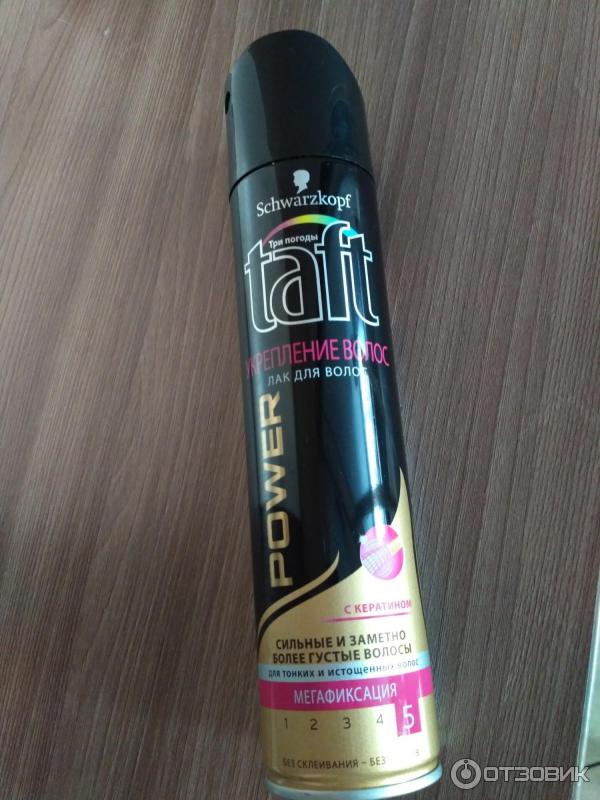 Schwarzkopf
Три погоды
taft
УКРЕПЛЕНИЕ ВОЛОС
ЛАК ДЛЯ ВОЛОС
POWER
С КЕРАТИНОМ
СИЛЬНЫЕ И ЗАМЕТНО
БОЛЕЕ ГУСТЫЕ ВОЛОСЫ
для тонких и истощенных волос
МЕГАФИКСАЦИЯ
1 2 3 4 5
БЕЗ СКЛЕИВАНИЯ – БЕЗ
ОТЗОВИК